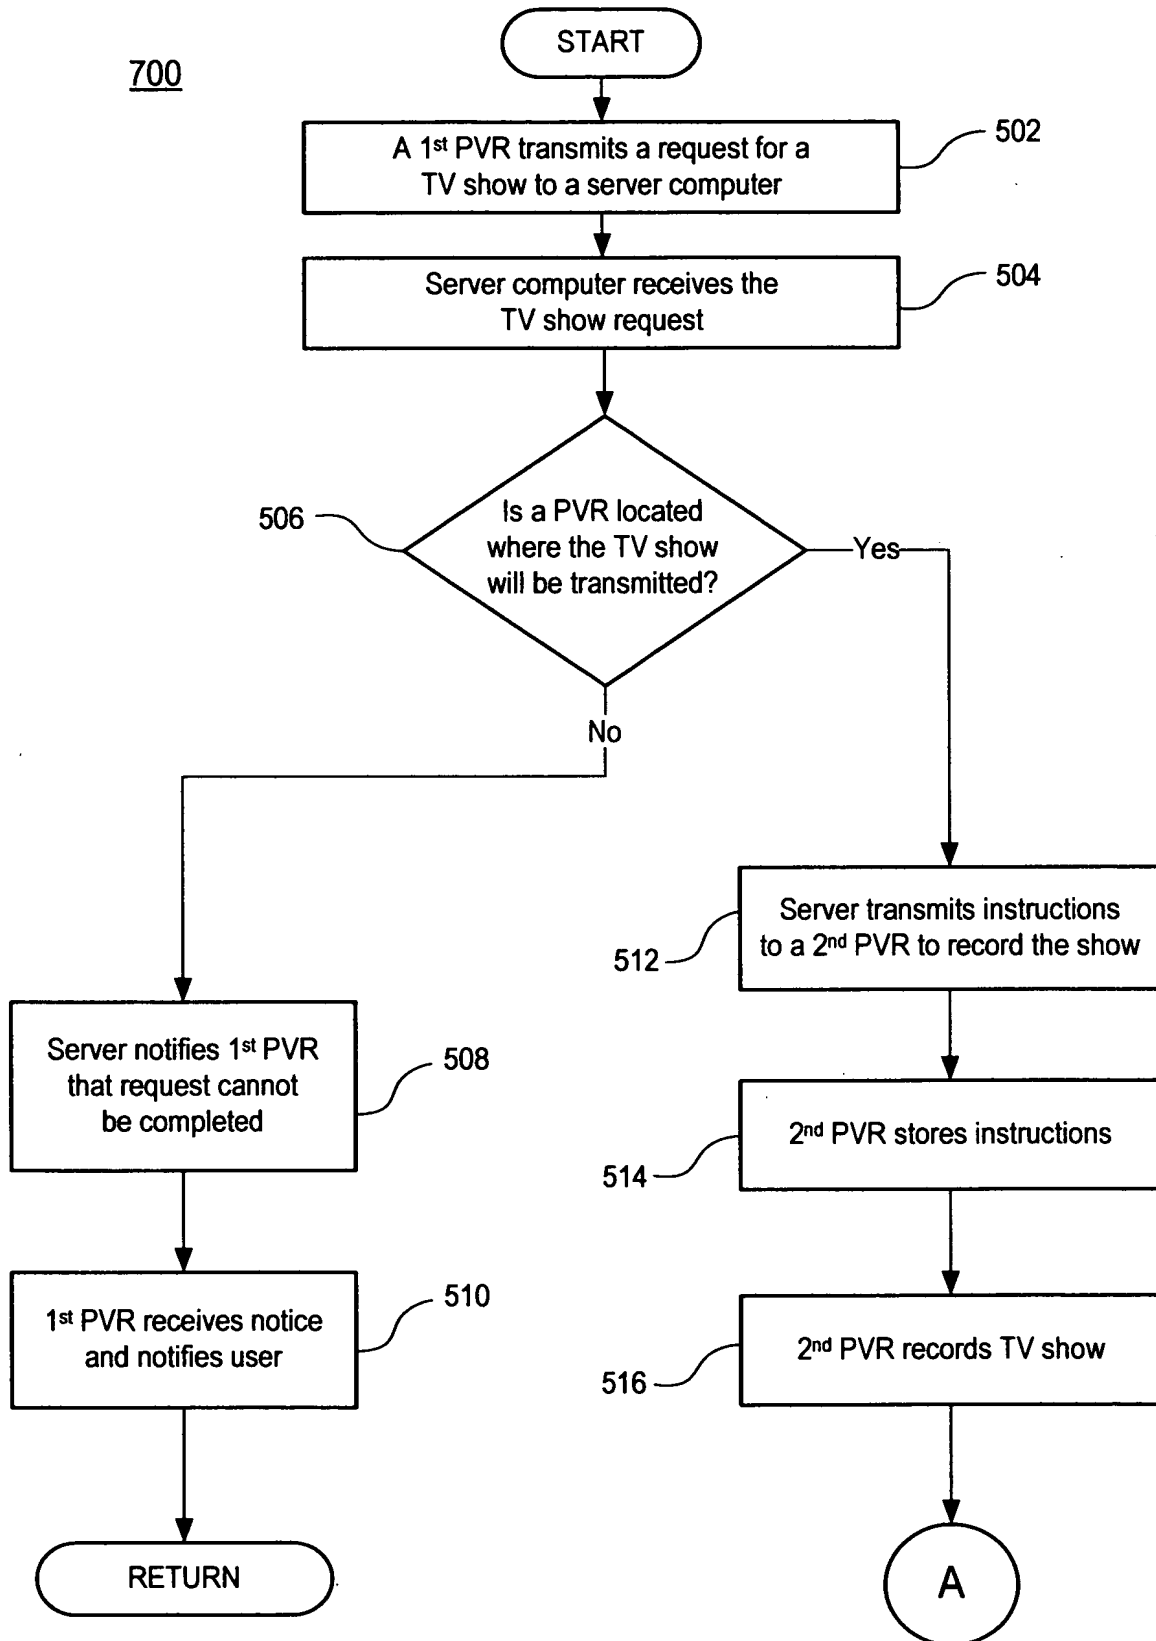 START
700
A 1st PVR transmits a request for a
TV show to a server computer
502
Server computer receives the
TV show request
504
Is a PVR located
where the TV show
will be transmitted?
506
Yes
No
Server transmits instructions
to a 2nd PVR to record the show
512
Server notifies 1st PVR
that request cannot
be completed
508
2nd PVR stores instructions
514
1st PVR receives notice
and notifies user
510
2nd PVR records TV show
516
RETURN
A